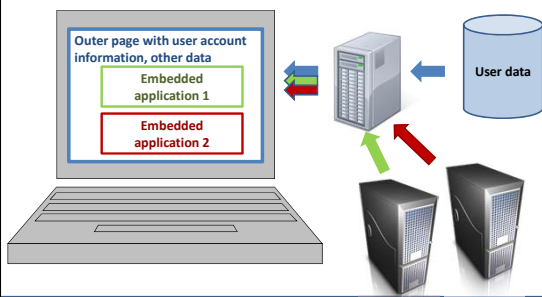 Outer page with user account
information, other data
Embedded
application 1
Embedded
application 2
User data